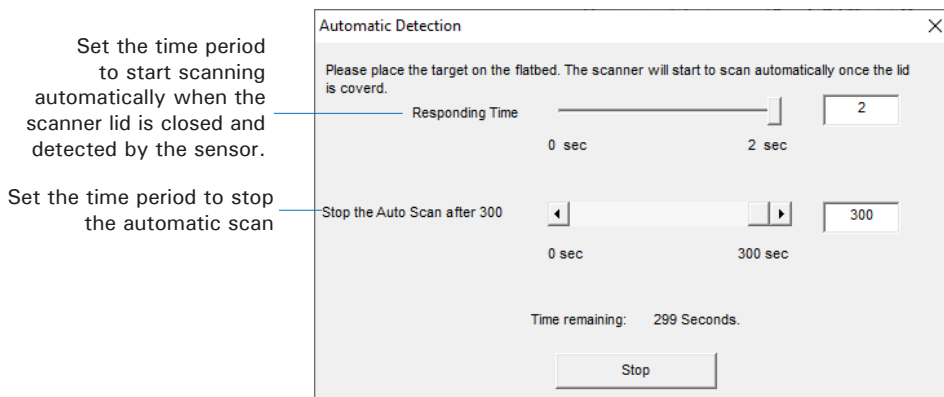 Automatic Detection
Set the time period
to start scanning
automatically when the
scanner lid is closed and
detected by the sensor.
Please place the target on the flatbed. The scanner will start to scan automatically once the lid
is coverd.
Responding Time
2
0 sec
2 sec
Set the time period to stop
the automatic scan
Stop the Auto Scan after 300
300
0 sec
300 sec
Time remaining: 299 Seconds.
Stop